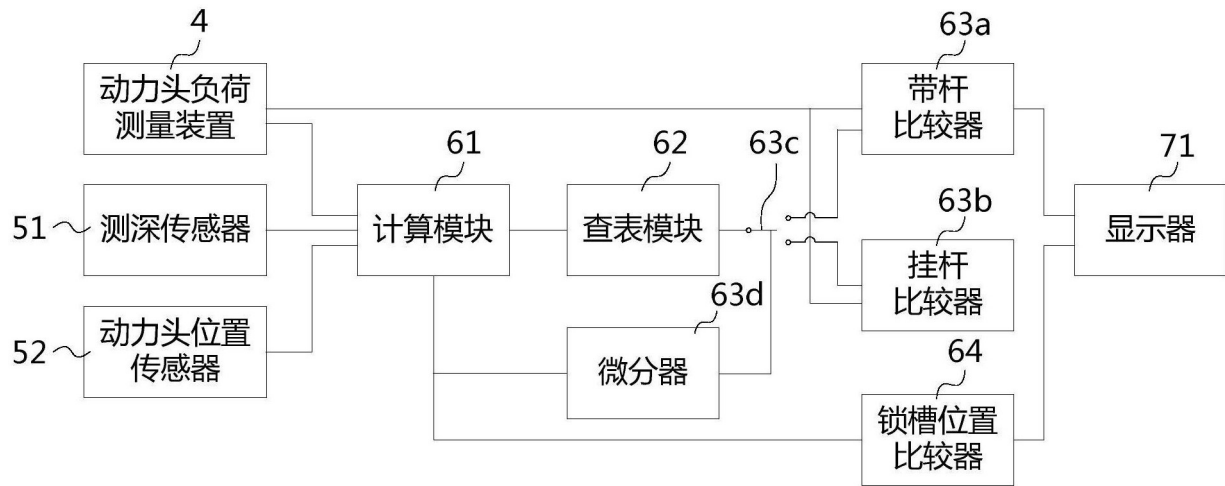 4
动力头负荷
测量装置
51
测深传感器
52
动力头位置
传感器
61
计算模块
62
查表模块
63c
63d
微分器
63a
带杆
比较器
63b
挂杆
比较器
64
锁槽位置
比较器
71
显示器